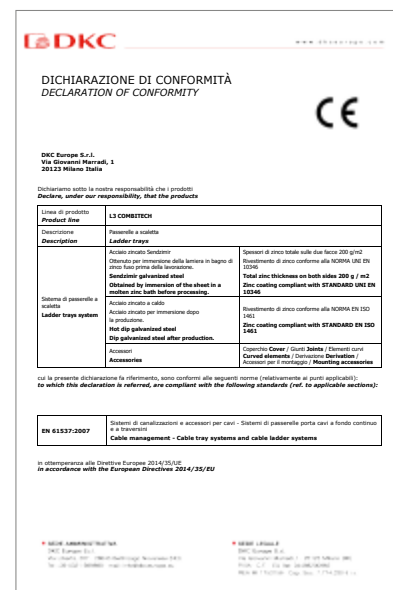 DKC
www.dkceurope.com
DICHIARAZIONE DI CONFORMITÀ
DECLARATION OF CONFORMITY
CE
DKC Europe S.r.l.
Via Giovanni Marradi, 1
20123 Milano Italia
Dichiariamo sotto la nostra responsabilità che i prodotti
Declare, under our responsibility, that the products
Linea di prodotto
Product line
L3 COMBITECH
Descrizione
Description
Passerelle a scaletta
Ladder trays
Sistema di passerelle a
scaletta
Ladder trays system
Acciaio zincato Sendzimir
Ottenuto per immersione della lamiera in bagno di
zinco fuso prima della lavorazione.
Sendzimir galvanized steel
Obtained by immersion of the sheet in a
molten zinc bath before processing.
Spessori di zinco totale sulle due facce 200 g/m2
Rivestimento di zinco conforme alla NORMA UNI EN
10346
Total zinc thickness on both sides 200 g / m2
Zinc coating compliant with STANDARD UNI EN
10346
Acciaio zincato a caldo
Acciaio zincato per immersione dopo
la produzione.
Hot dip galvanized steel
Dip galvanized steel after production.
Rivestimento di zinco conforme alla NORMA EN ISO
1461
Zinc coating compliant with STANDARD EN ISO
1461
Accessori
Accessories
Coperchio Cover / Giunti Joints / Elementi curvi
Curved elements / Derivazione Derivation /
Accessori per il montaggio / Mounting accessories
cui la presente dichiarazione fa riferimento, sono conformi alle seguenti norme (relativamente ai punti applicabili):
to which this declaration is referred, are compliant with the following standards (ref. to applicable sections):
EN 61537:2007
Sistemi di canalizzazioni e accessori per cavi - Sistemi di passerelle porta cavi a fondo continuo
e a traversini
Cable management - Cable tray systems and cable ladder systems
in ottemperanza alle Direttive Europee 2014/35/UE
in accordance with the European Directives 2014/35/EU
SEDE AMMINISTRATIVA
DKC Europe S.r.l.
SEDE LEGALE
DKC Europe S.r.l.